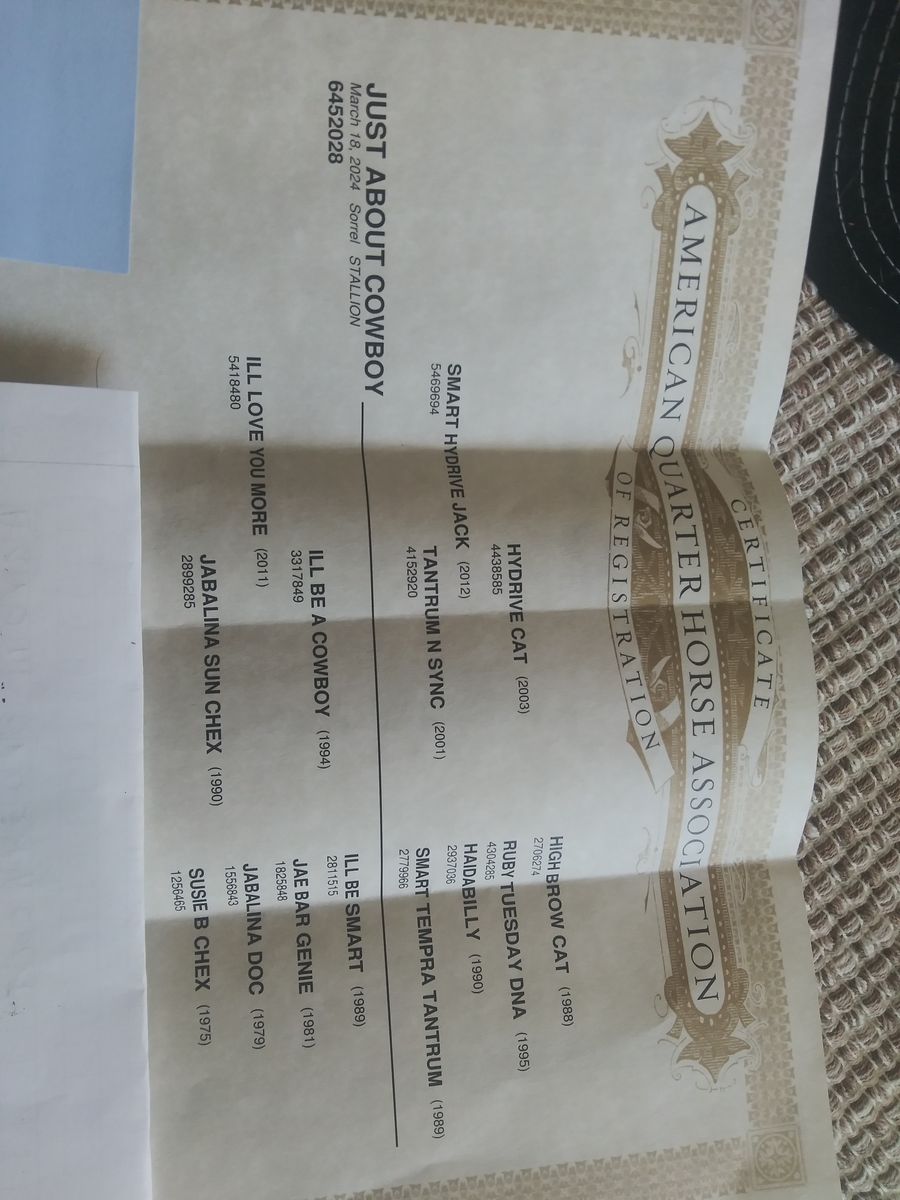 CERTIFICATE
AMERICAN QUARTER HORSE ASSOCIATION
OF REGISTRATION
HIGH BROW CAT (1988)
2706274
HYDRIVE CAT (2003)
4438585
RUBY TUESDAY DNA (1995)
4304285
SMART HYDRIVE JACK (2012)
5469694
HAIDABILLY (1990)
2937036
TANTRUM N SYNC (2001)
4152920
SMART TEMPRA TANTRUM (1989)
2779966
JUST ABOUT COWBOY
March 18, 2024 Sorrel STALLION
6452028
ILL BE SMART (1989)
2811515
ILL BE A COWBOY (1994)
3317849
JAE BAR GENIE (1981)
1825848
ILL LOVE YOU MORE (2011)
5418480
JABALINA DOC (1979)
1556843
JABALINA SUN CHEX (1990)
2899285
SUSIE B CHEX (1975)
1256465